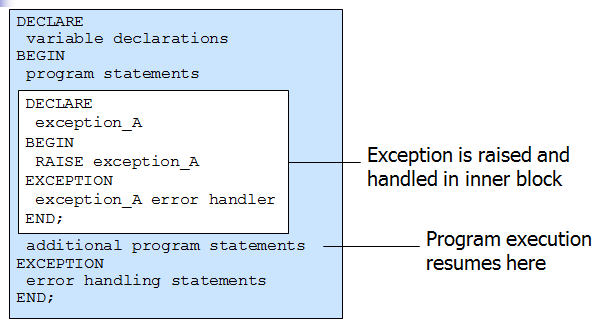 DECLARE
variable declarations
BEGIN
program statements
DECLARE
exception_A
BEGIN
RAISE exception_A
EXCEPTION
exception_A error handler
END;
additional program statements
EXCEPTION
error handling statements
END;
Exception is raised and
handled in inner block
Program execution
resumes here